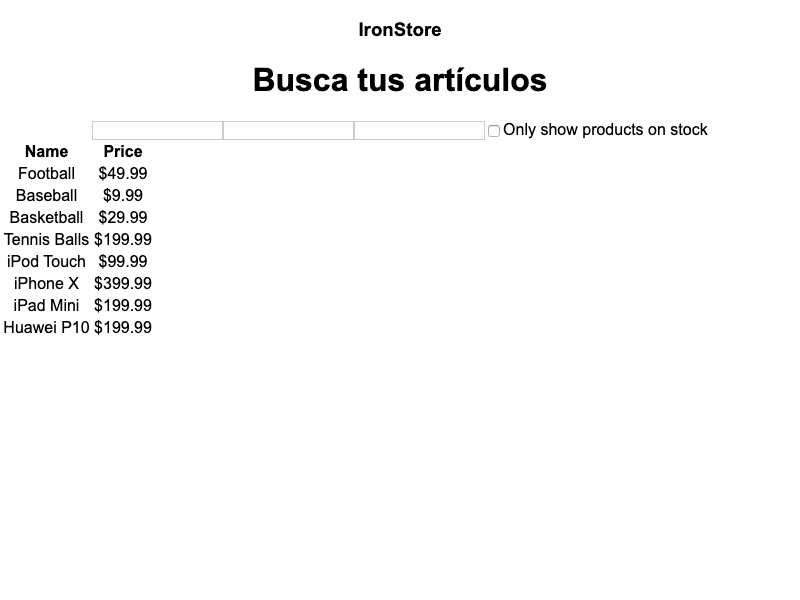 IronStore
Busca tus artículos
Only show products on stock
Name Price
Football $49.99
Baseball $9.99
Basketball $29.99
Tennis Balls $199.99
iPod Touch $99.99
iPhone X $399.99
iPad Mini $199.99
Huawei P10 $199.99